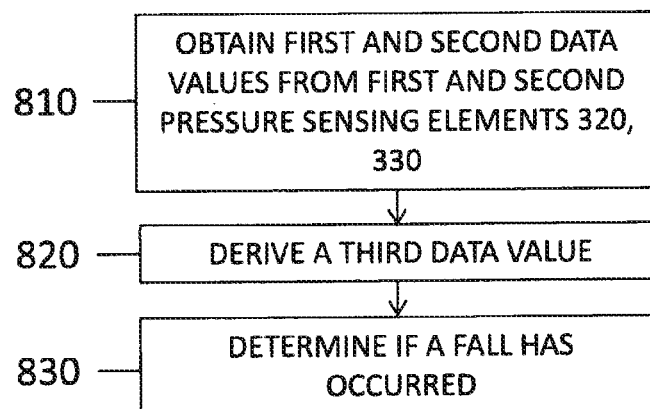 810
OBTAIN FIRST AND SECOND DATA
VALUES FROM FIRST AND SECOND
PRESSURE SENSING ELEMENTS 320,
330
820
DERIVE A THIRD DATA VALUE
830
DETERMINE IF A FALL HAS
OCCURRED